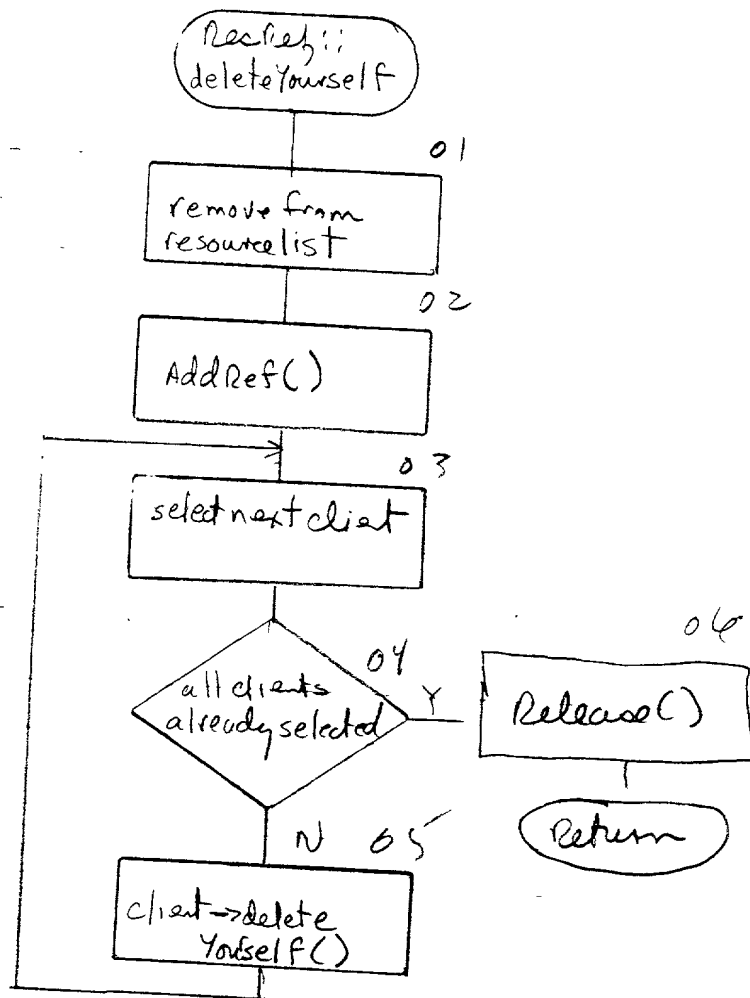 deleteYourself
01
remove from
resourcelist
02
AddRef()
03
select next client
04
all clients
already selected
Y
06
Release()
Return
N
05
client->delete
Yourself()